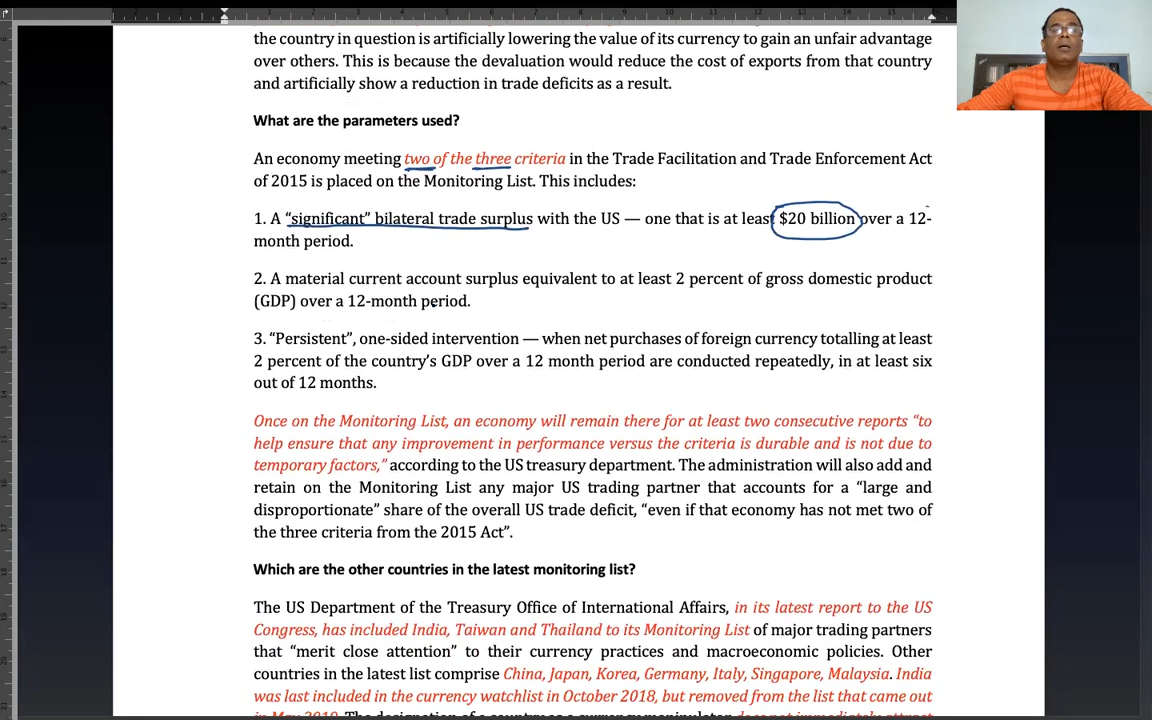 the country in question is artificially lowering the value of its currency to gain an unfair advantage
over others. This is because the devaluation would reduce the cost of exports from that country
and artificially show a reduction in trade deficits as a result.
What are the parameters used?
An economy meeting two of the three criteria in the Trade Facilitation and Trade Enforcement Act
of 2015 is placed on the Monitoring List. This includes:
1. A “significant” bilateral trade surplus with the US — one that is at least $20 billion over a 12-
month period.
2. A material current account surplus equivalent to at least 2 percent of gross domestic product
(GDP) over a 12-month period.
3. “Persistent”, one-sided intervention — when net purchases of foreign currency totalling at least
2 percent of the country’s GDP over a 12 month period are conducted repeatedly, in at least six
out of 12 months.
Once on the Monitoring List, an economy will remain there for at least two consecutive reports “to
help ensure that any improvement in performance versus the criteria is durable and is not due to
temporary factors,” according to the US treasury department. The administration will also add and
retain on the Monitoring List any major US trading partner that accounts for a “large and
disproportionate” share of the overall US trade deficit, “even if that economy has not met two of
the three criteria from the 2015 Act”.
Which are the other countries in the latest monitoring list?
The US Department of the Treasury Office of International Affairs, in its latest report to the US
Congress, has included India, Taiwan and Thailand to its Monitoring List of major trading partners
that “merit close attention” to their currency practices and macroeconomic policies. Other
countries in the latest list comprise China, Japan, Korea, Germany, Italy, Singapore, Malaysia. India
was last included in the currency watchlist in October 2018, but removed from the list that came out